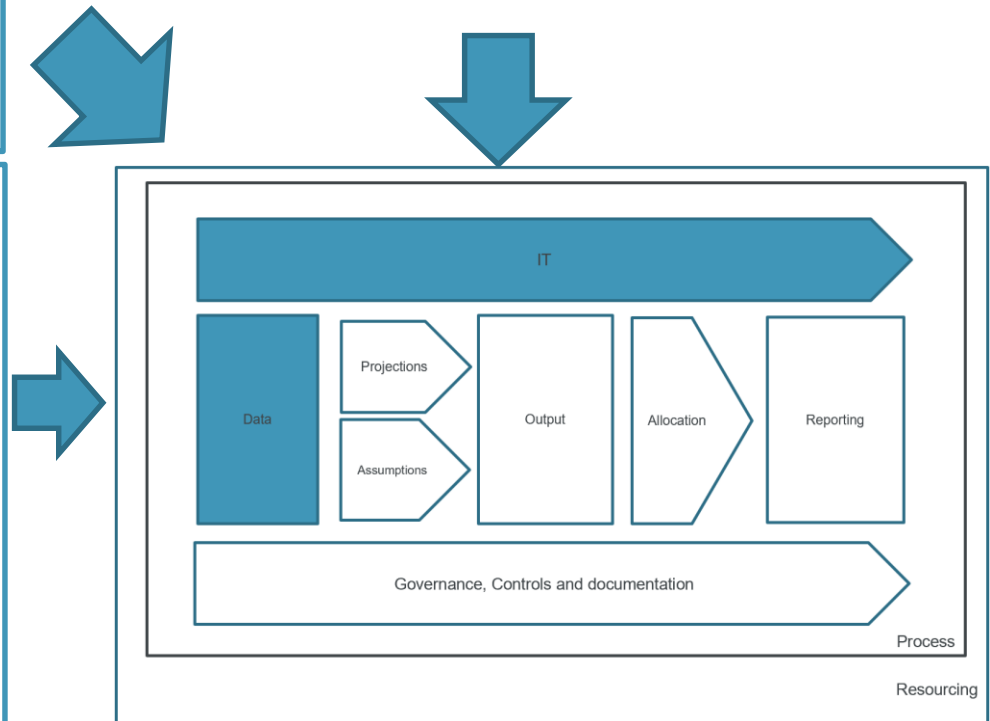 IT
Data
Projections
Assumptions
Output
Allocation
Reporting
Governance, Controls and documentation
Process
Resourcing